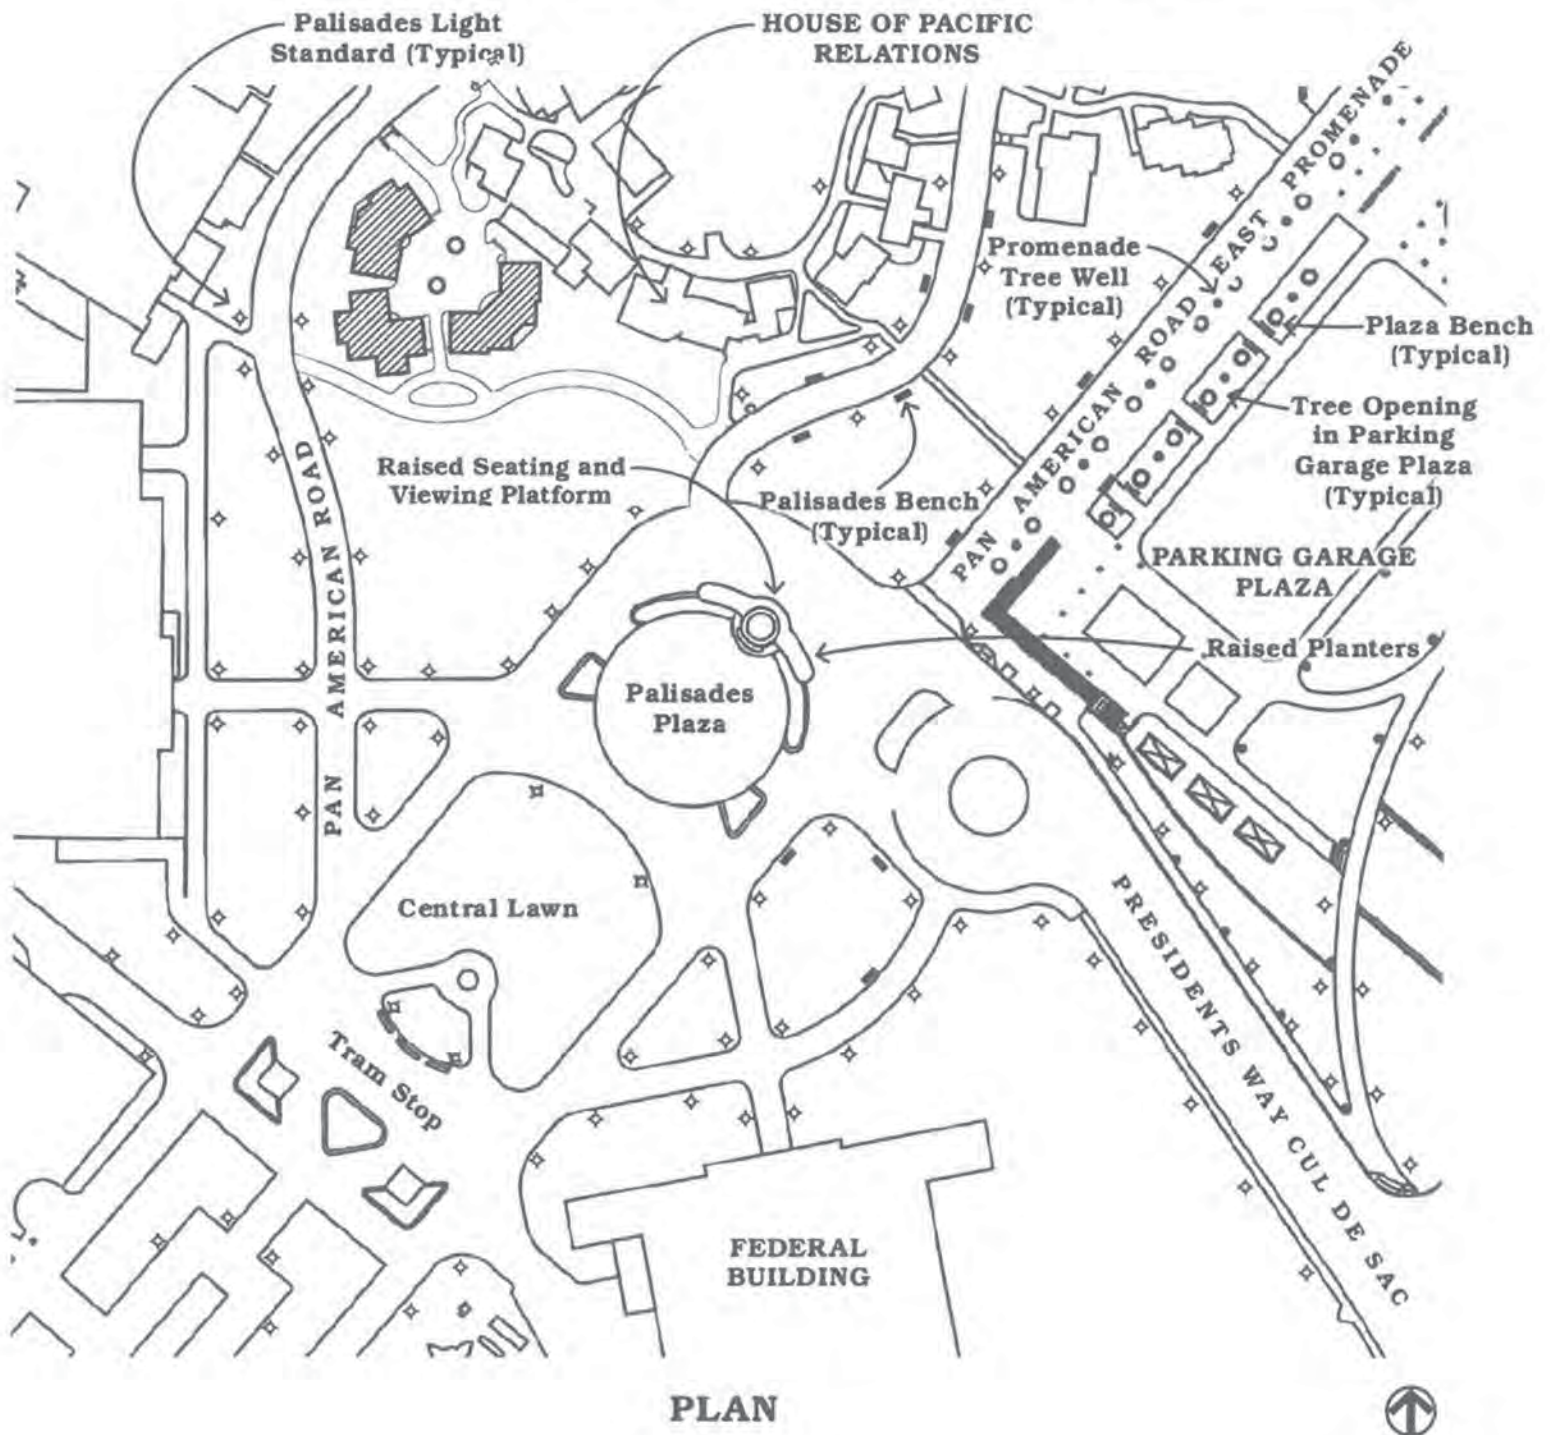 Palisades Light
Standard (Typical)
HOUSE OF PACIFIC
RELATIONS
PAN AMERICAN ROAD EAST PROMENADE
Promenade
Tree Well
(Typical)
Plaza Bench
(Typical)
Tree Opening
in Parking
Garage Plaza
(Typical)
Raised Seating and
Viewing Platform
Palisades Bench
(Typical)
PAN AMERICAN ROAD
PARKING GARAGE
PLAZA
Raised Planters
Palisades
Plaza
PAN AMERICAN ROAD
Central Lawn
Tram Stop
PRESIDENTS WAY CUL DE SAC
FEDERAL
BUILDING
PLAN